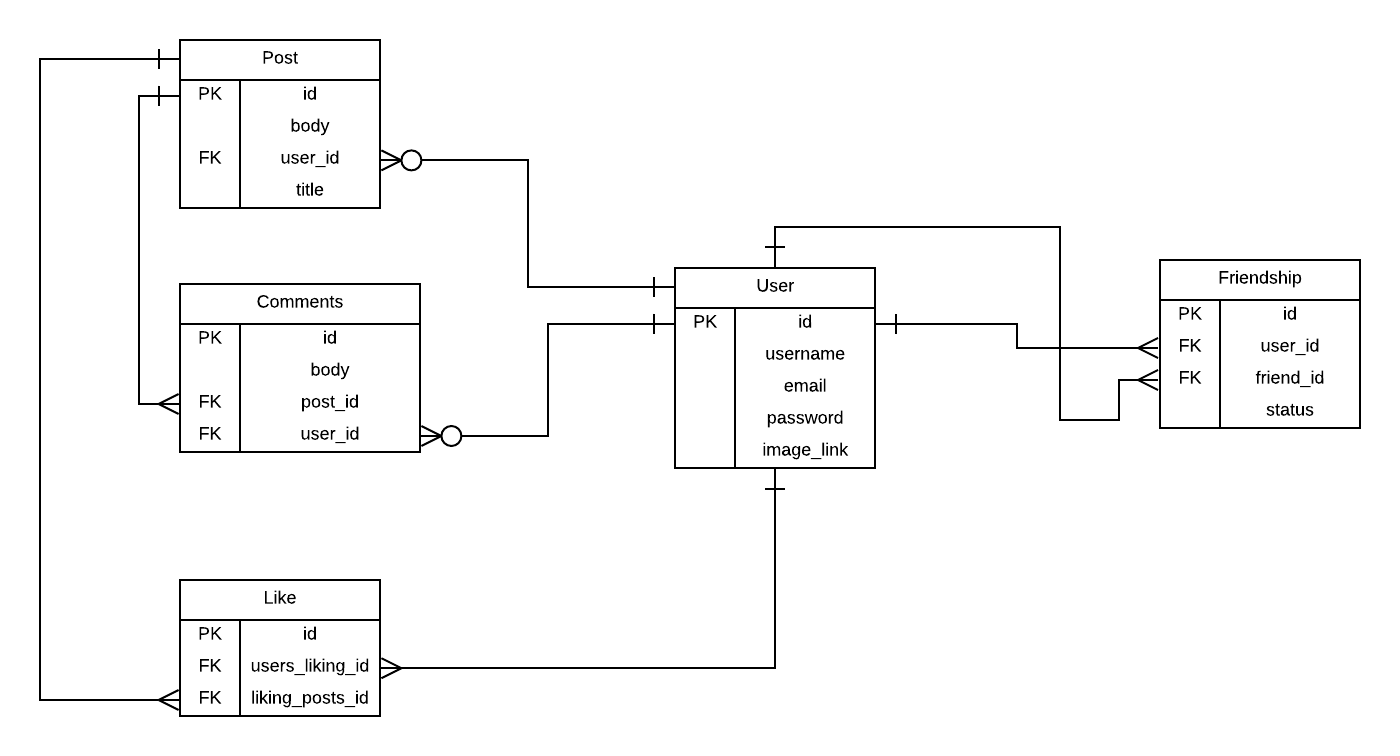 Post
PK id
body
FK user_id
title
Comments
PK id
body
FK post_id
FK user_id
Like
PK id
FK users_liking_id
FK liking_posts_id
User
PK id
username
email
password
image_link
Friendship
PK id
FK user_id
FK friend_id
status